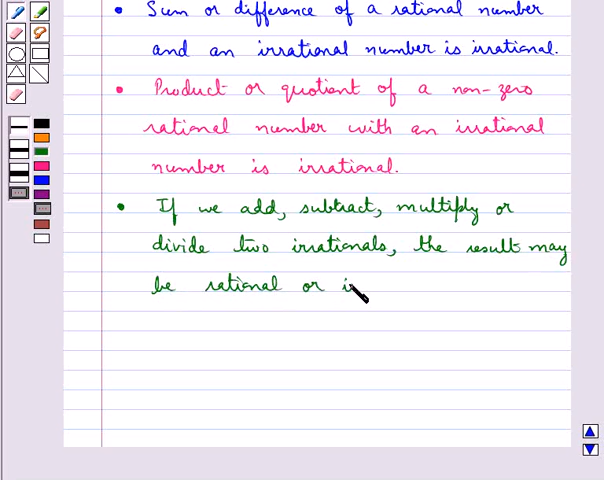 • Sum or difference of a rational number
and an irrational number is irrational.
• Product or quotient of a non-zero
rational number with an irrational
number is irrational.
• If we add, subtract, multiply or
divide two irrationals, the result may
be rational or i